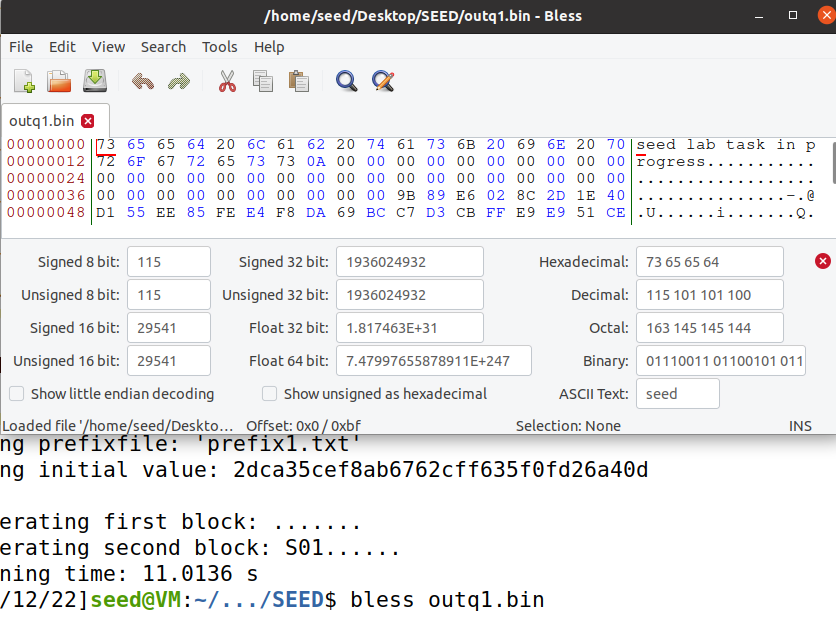 /home/seed/Desktop/SEED/outq1.bin - Bless
File Edit View Search Tools Help
outq1.bin
00000000 73 65 65 64 20 6C 61 62 20 74 61 73 6B 20 69 6E 20 70 seed lab task in p
00000012 72 6F 67 72 65 73 73 0A 00 00 00 00 00 00 00 00 00 00 rogress...........
00000024 00 00 00 00 00 00 00 00 00 00 00 00 00 00 00 00 00 00 ..................
00000036 00 00 00 00 00 00 00 00 00 00 9B 89 E6 02 8C 2D 1E 40 ...............-.@
00000048 D1 55 EE 85 FE E4 F8 DA 69 BC C7 D3 CB FF E9 E9 51 CE .U......i.......Q.
Signed 8 bit: 115 Signed 32 bit: 1936024932 Hexadecimal: 73 65 65 64
Unsigned 8 bit: 115 Unsigned 32 bit: 1936024932 Decimal: 115 101 101 100
Signed 16 bit: 29541 Float 32 bit: 1.817463E+31 Octal: 163 145 145 144
Unsigned 16 bit: 29541 Float 64 bit: 7.47997655878911E+247 Binary: 01110011 01100101 011
Show little endian decoding Show unsigned as hexadecimal ASCII Text: seed
Loaded file '/home/seed/Deskto… Offset: 0x0 / 0xbf Selection: None INS
ng prefixfile: 'prefix1.txt'
ng initial value: 2dca35cef8ab6762cff635f0fd26a40d
erating first block: .......
erating second block: S01......
ning time: 11.0136 s
/12/22]seed@VM:~/.../SEED$ bless outq1.bin